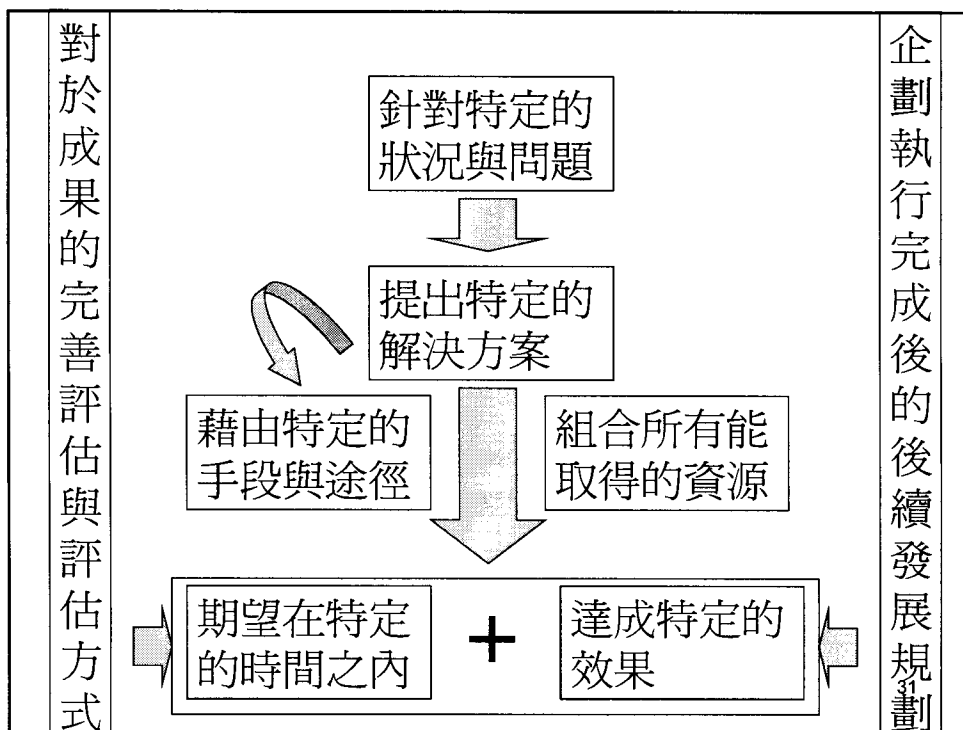 對於成果的完善評估與評估方式
針對特定的
狀況與問題
提出特定的
解決方案
藉由特定的
手段與途徑
組合所有能
取得的資源
期望在特定
的時間之內
+
達成特定的
效果
企劃執行完成後的後續發展規劃
31